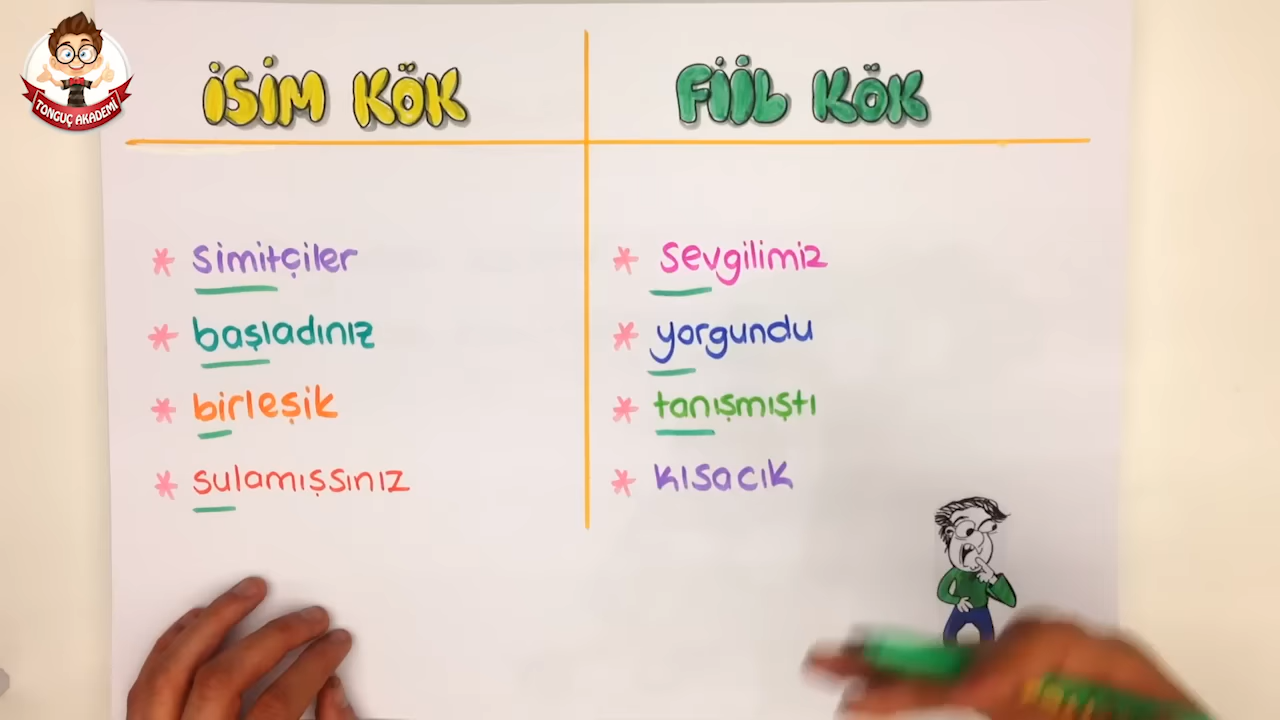 TONGUÇ AKADEMİ
İSİM KÖK
FİİL KÖK
* simitçiler
* başladınız
* birleşik
* sulamışsınız
* sevgilimiz
* yorgundu
* tanışmıştı
* kısacık